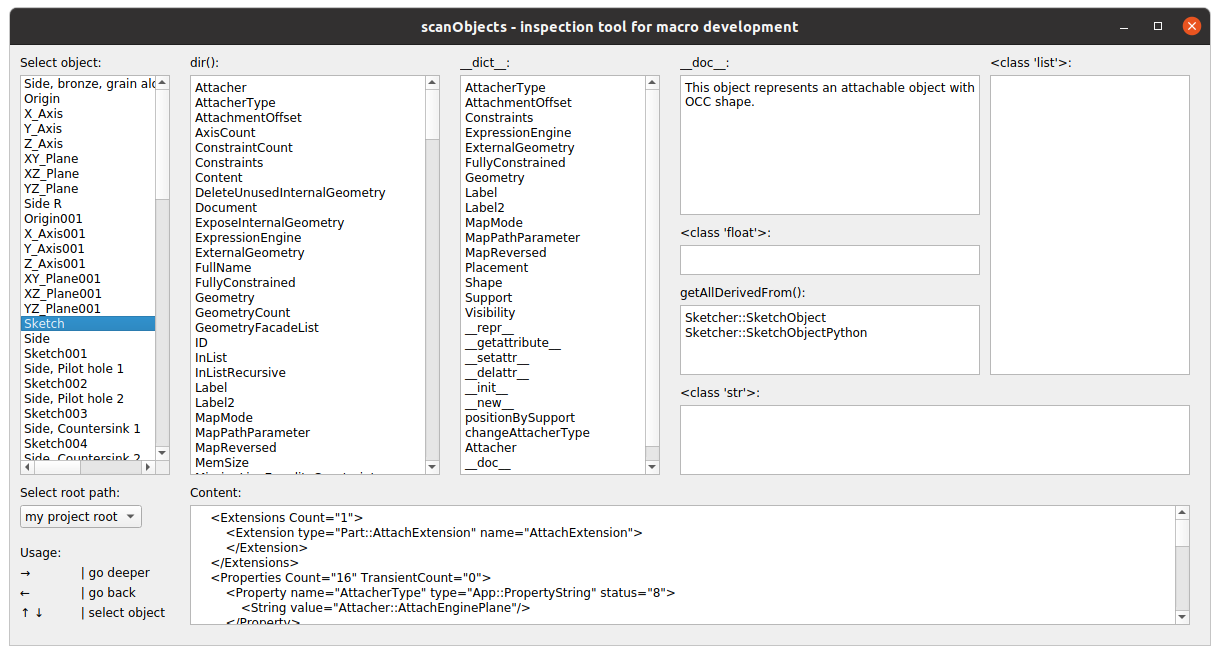 scanObjects - inspection tool for macro development
Select object:
Side, bronze, grain alo
Origin
X_Axis
Y_Axis
Z_Axis
XY_Plane
XZ_Plane
YZ_Plane
Side R
Origin001
X_Axis001
Y_Axis001
Z_Axis001
XY_Plane001
XZ_Plane001
YZ_Plane001
Sketch
Side
Sketch001
Side, Pilot hole 1
Sketch002
Side, Pilot hole 2
Sketch003
Side, Countersink 1
Sketch004
Side, Countersink 2
dir():
Attacher
AttacherType
AttachmentOffset
AxisCount
ConstraintCount
Constraints
Content
DeleteUnusedInternalGeometry
Document
ExposeInternalGeometry
ExpressionEngine
ExternalGeometry
FullName
FullyConstrained
Geometry
GeometryCount
GeometryFacadeList
ID
InList
InListRecursive
Label
Label2
MapMode
MapPathParameter
MapReversed
MemSize
__dict__:
AttacherType
AttachmentOffset
Constraints
ExpressionEngine
ExternalGeometry
FullyConstrained
Geometry
Label
Label2
MapMode
MapPathParameter
MapReversed
Placement
Shape
Support
Visibility
__repr__
__getattribute__
__setattr__
__delattr__
__init__
__new__
positionBySupport
changeAttacherType
Attacher
__doc__
__doc__:
This object represents an attachable object with
OCC shape.
<class 'float'>:
getAllDerivedFrom():
Sketcher::SketchObject
Sketcher::SketchObjectPython
<class 'str'>:
<class 'list'>:
Select root path:
my project root
Usage:
→ | go deeper
← | go back
↑ ↓ | select object
Content:
<Extensions Count="1">
<Extension type="Part::AttachExtension" name="AttachExtension">
</Extension>
</Extensions>
<Properties Count="16" TransientCount="0">
<Property name="AttacherType" type="App::PropertyString" status="8">
<String value="Attacher::AttachEnginePlane"/>
</Property>